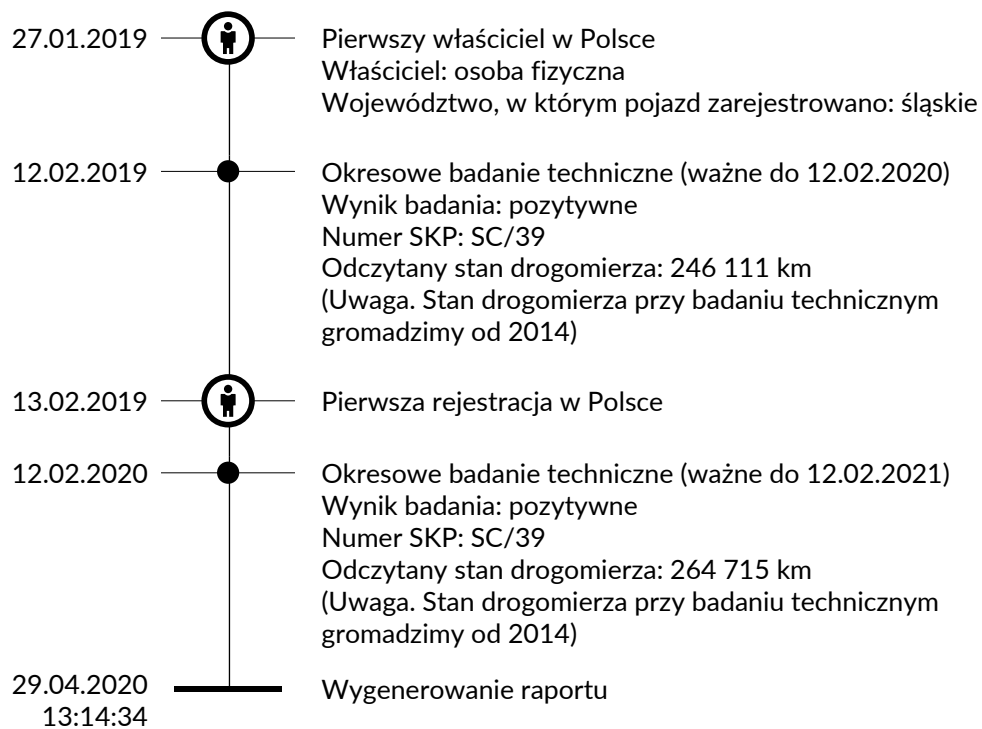 27.01.2019 Pierwszy właściciel w Polsce
Właściciel: osoba fizyczna
Województwo, w którym pojazd zarejestrowano: śląskie
12.02.2019 Okresowe badanie techniczne (ważne do 12.02.2020)
Wynik badania: pozytywne
Numer SKP: SC/39
Odczytany stan drogomierza: 246 111 km
(Uwaga. Stan drogomierza przy badaniu technicznym
gromadzimy od 2014)
13.02.2019 Pierwsza rejestracja w Polsce
12.02.2020 Okresowe badanie techniczne (ważne do 12.02.2021)
Wynik badania: pozytywne
Numer SKP: SC/39
Odczytany stan drogomierza: 264 715 km
(Uwaga. Stan drogomierza przy badaniu technicznym
gromadzimy od 2014)
29.04.2020 Wygenerowanie raportu
13:14:34